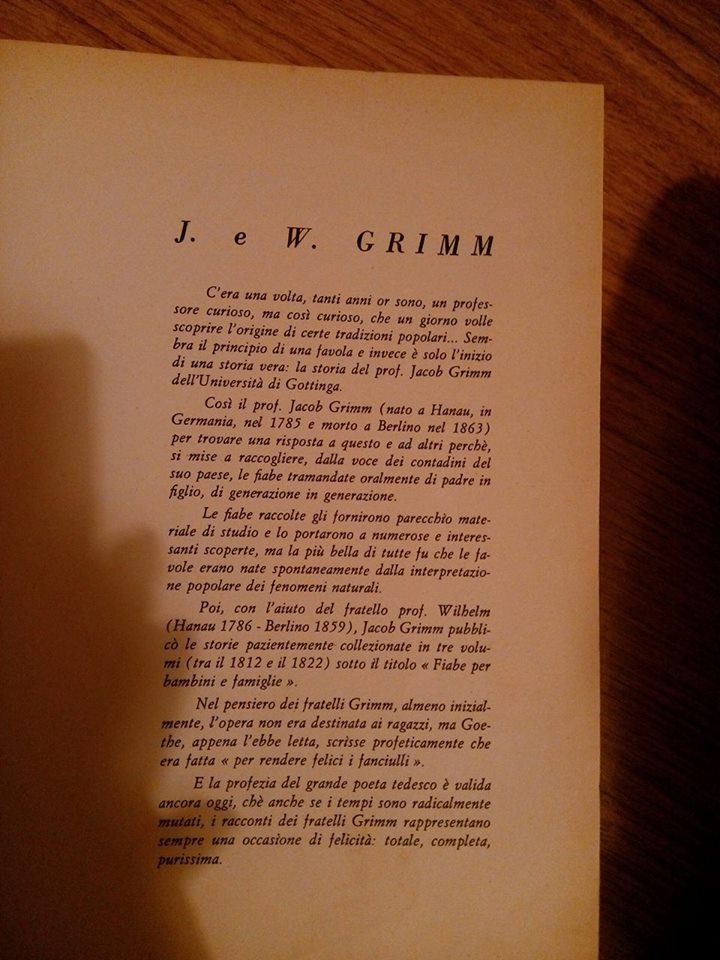 J. e W. GRIMM
C'era una volta, tanti anni or sono, un profes-
sore curioso, ma così curioso, che un giorno volle
scoprire l'origine di certe tradizioni popolari... Sem-
bra il principio di una favola e invece è solo l'inizio
di una storia vera: la storia del prof. Jacob Grimm
dell'Università di Gottinga.
Così il prof. Jacob Grimm (nato a Hanau, in
Germania, nel 1785 e morto a Berlino nel 1863)
per trovare una risposta a questo e ad altri perchè,
si mise a raccogliere, dalla voce dei contadini del
suo paese, le fiabe tramandate oralmente di padre in
figlio, di generazione in generazione.
Le fiabe raccolte gli fornirono parecchio mate-
riale di studio e lo portarono a numerose e interes-
santi scoperte, ma la più bella di tutte fu che le fa-
vole erano nate spontaneamente dalla interpretazio-
ne popolare dei fenomeni naturali.
Poi, con l'aiuto del fratello prof. Wilhelm
(Hanau 1786 - Berlino 1859), Jacob Grimm pubbli-
cò le storie pazientemente collezionate in tre volu-
mi (tra il 1812 e il 1822) sotto il titolo « Fiabe per
bambini e famiglie ».
Nel pensiero dei fratelli Grimm, almeno inizial-
mente, l'opera non era destinata ai ragazzi, ma Goe-
the, appena l'ebbe letta, scrisse profeticamente che
era fatta « per rendere felici i fanciulli ».
E la profezia del grande poeta tedesco è valida
ancora oggi, chè anche se i tempi sono radicalmente
mutati, i racconti dei fratelli Grimm rappresentano
sempre una occasione di felicità: totale, completa,
purissima.